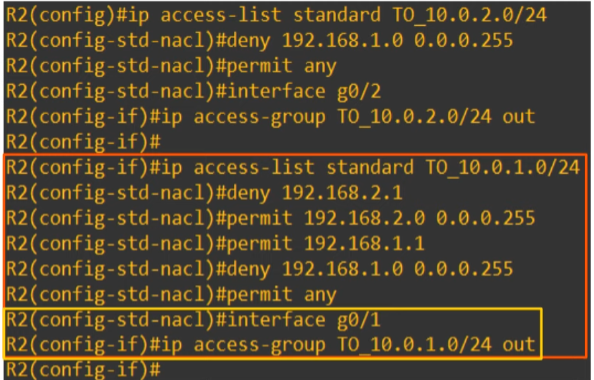 R2(config)#ip access-list standard TO_10.0.2.0/24
R2(config-std-nacl)#deny 192.168.1.0 0.0.0.255
R2(config-std-nacl)#permit any
R2(config-std-nacl)#interface g0/2
R2(config-if)#ip access-group TO_10.0.2.0/24 out
R2(config-if)#
R2(config-if)#ip access-list standard TO_10.0.1.0/24
R2(config-std-nacl)#deny 192.168.2.1
R2(config-std-nacl)#permit 192.168.2.0 0.0.0.255
R2(config-std-nacl)#permit 192.168.1.1
R2(config-std-nacl)#deny 192.168.1.0 0.0.0.255
R2(config-std-nacl)#permit any
R2(config-std-nacl)#interface g0/1
R2(config-if)#ip access-group TO_10.0.1.0/24 out
R2(config-if)#